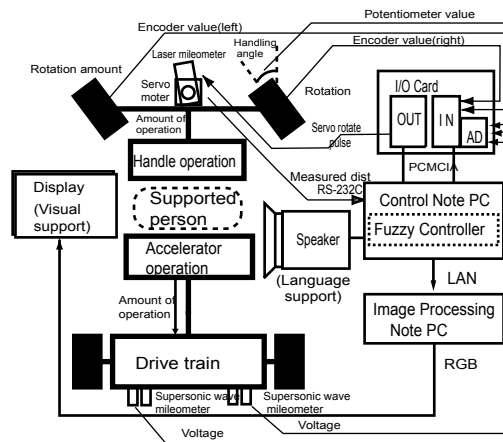 Potentiometer value
Encoder value(left)
Handling
angle
Encoder value(right)
Laser mileometer
Rotation amount
Servo
moter
Rotation
I/O Card
OUT
I N
AD
Amount of
operation
Servo rotate
pulse
PCMCIA
Handle operation
Measured dist
RS-232C
Display
(Visual
support)
Supported
person
Control Note PC
Fuzzy Controller
Speaker
(Language
support)
Accelerator
operation
LAN
Amount of
operation
Image Processing
Note PC
Drive train
RGB
Supersonic wave
mileometer
Supersonic wave
mileometer
Voltage
Voltage